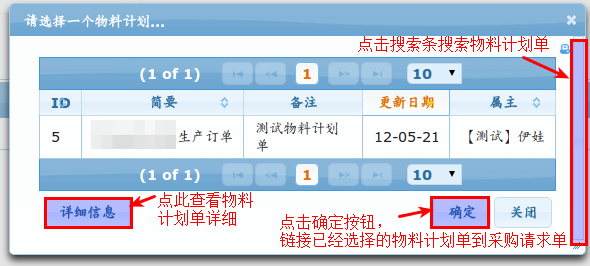 请选择一个物料计划...
点击搜索条搜索物料计划单
(1 of 1) 1 10
ID 简要 备注 更新日期 属主
5 生产订单 测试物料计划单 12-05-21 【测试】伊娃
(1 of 1) 1 10
详细信息
点此查看物料
计划单详细
点击确定按钮，
链接已经选择的物料计划单到采购请求单
确定 关闭